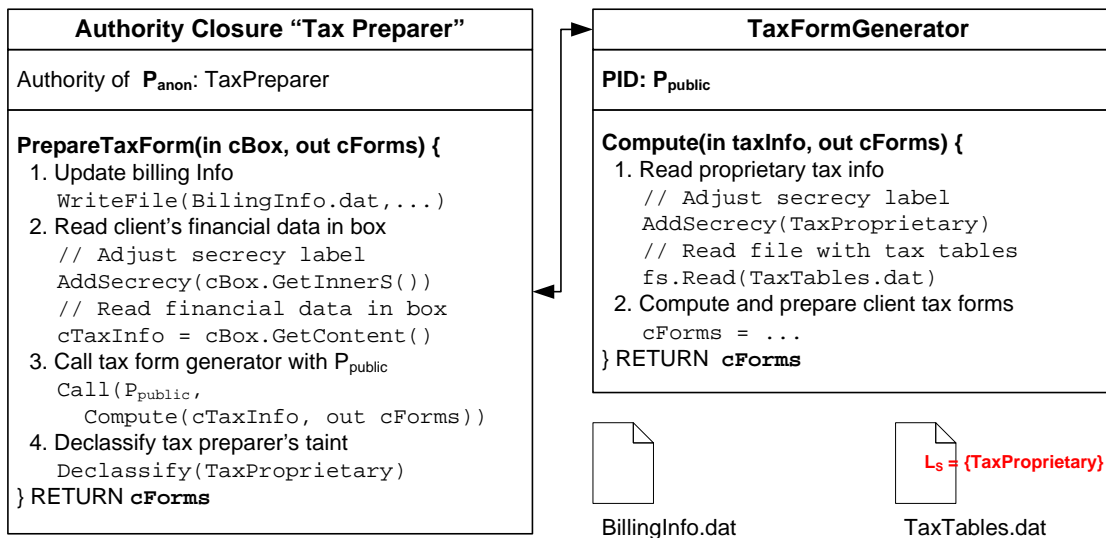 Authority Closure “Tax Preparer”
Authority of Panon: TaxPreparer
PrepareTaxForm(in cBox, out cForms) {
1. Update billing Info
WriteFile(BilingInfo.dat,...)
2. Read client’s financial data in box
// Adjust secrecy label
AddSecrecy(cBox.GetInnerS())
// Read financial data in box
cTaxInfo = cBox.GetContent()
3. Call tax form generator with Ppublic
Call(Ppublic,
Compute(cTaxInfo, out cForms))
4. Declassify tax preparer’s taint
Declassify(TaxProprietary)
} RETURN cForms
TaxFormGenerator
PID: Ppublic
Compute(in taxInfo, out cForms) {
1. Read proprietary tax info
// Adjust secrecy label
AddSecrecy(TaxProprietary)
// Read file with tax tables
fs.Read(TaxTables.dat)
2. Compute and prepare client tax forms
cForms = ...
} RETURN cForms
BillingInfo.dat
LS = {TaxProprietary}
TaxTables.dat